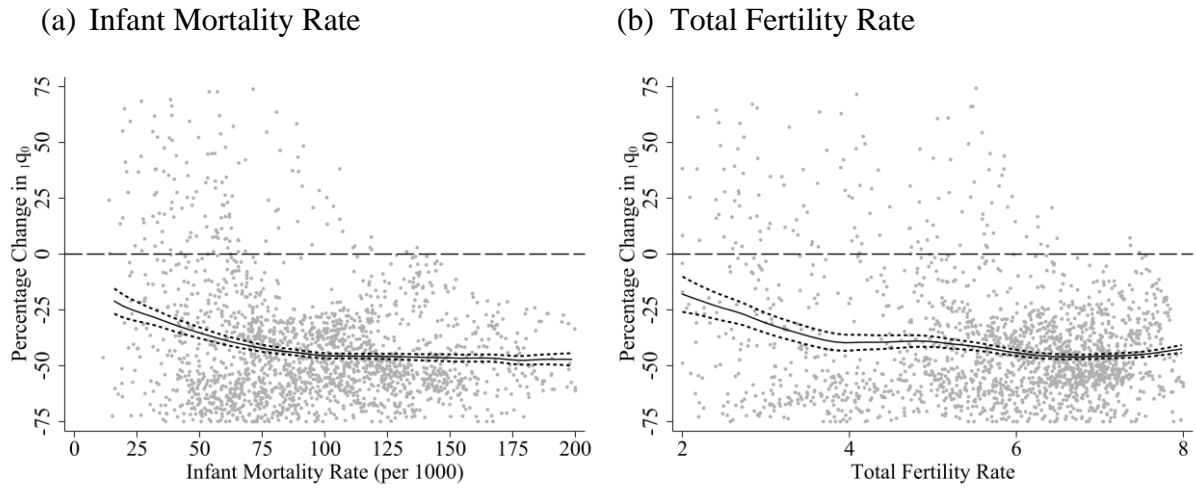 (a) Infant Mortality Rate
Percentage Change in ₁q₀
75
50
25
0
-25
-50
-75
0 25 50 75 100 125 150 175 200
Infant Mortality Rate (per 1000)
(b) Total Fertility Rate
Percentage Change in ₁q₀
75
50
25
0
-25
-50
-75
2 4 6 8
Total Fertility Rate